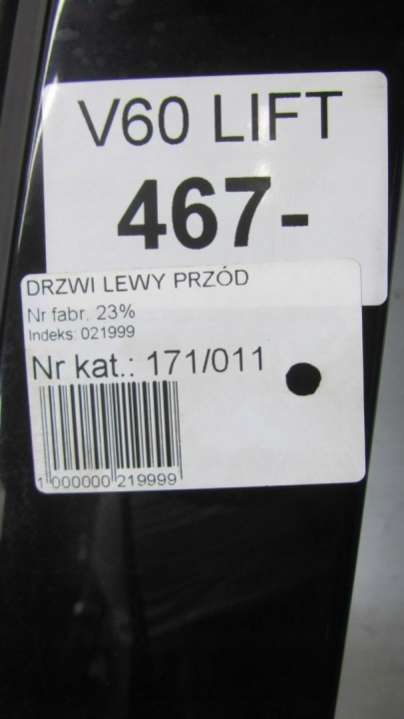 V60 LIFT
467-
DRZWI LEWY PRZÓD
Nr fabr. 23%
Indeks: 021999
Nr kat.: 171/011
1 000000 219999